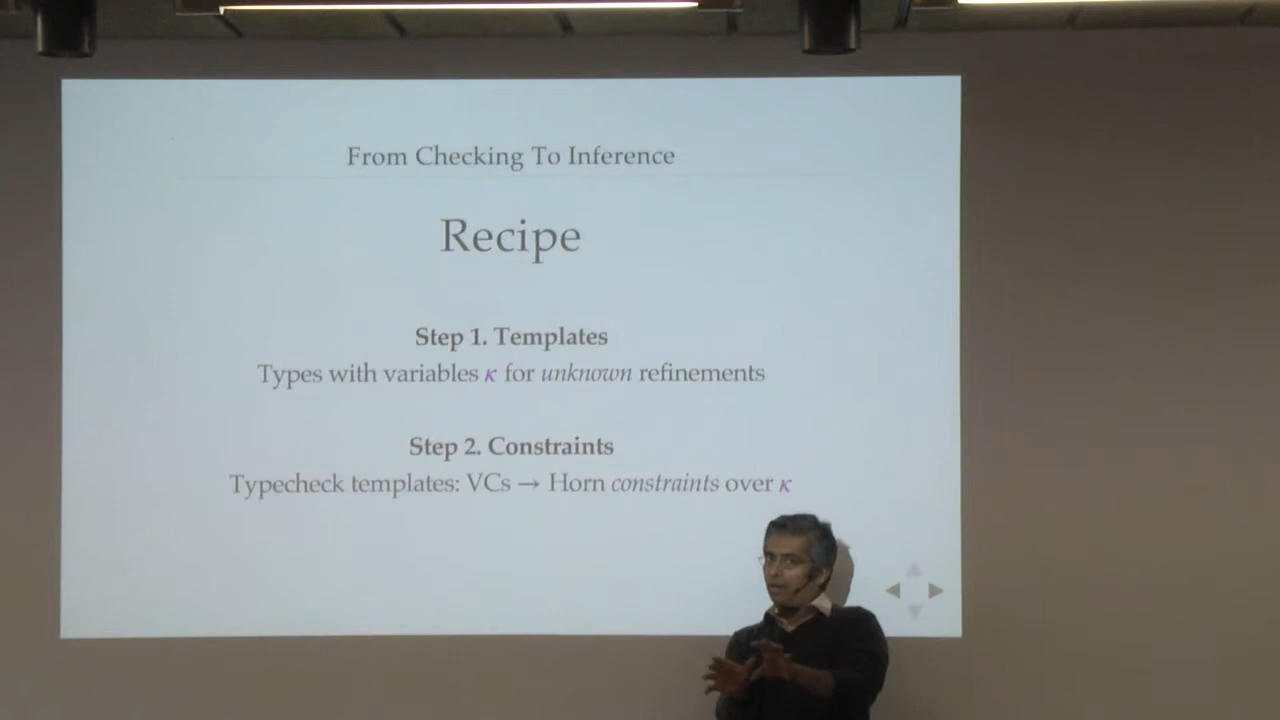 From Checking To Inference
Recipe
Step 1. Templates
Types with variables κ for unknown refinements
Step 2. Constraints
Typecheck templates: VCs → Horn constraints over κ